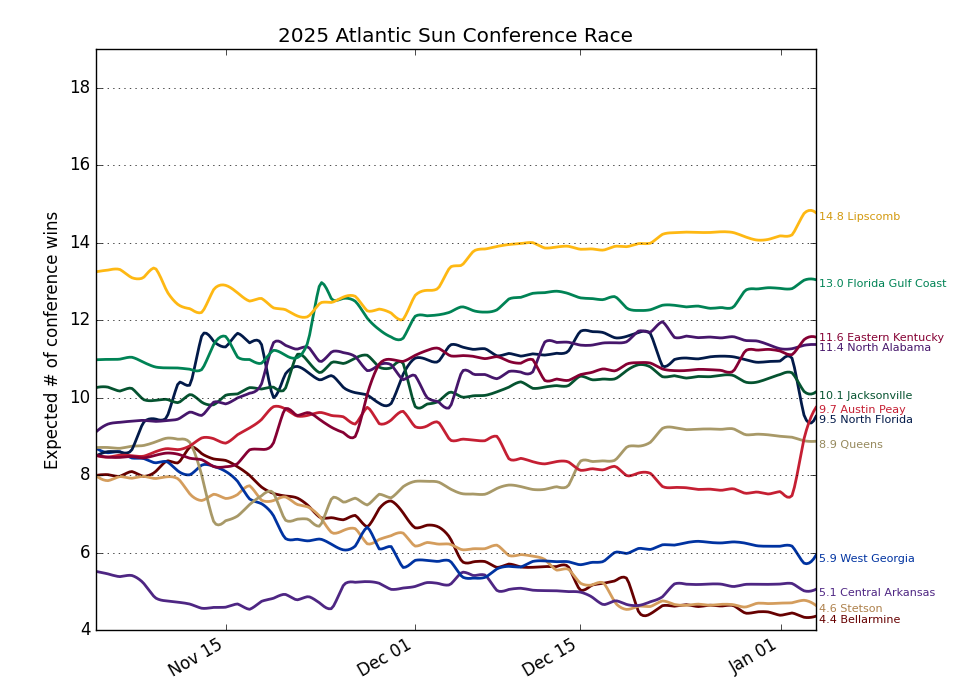 2025 Atlantic Sun Conference Race
Expected # of conference wins
18
16
14
12
10
8
6
4
14.8 Lipscomb
13.0 Florida Gulf Coast
11.6 Eastern Kentucky
11.4 North Alabama
10.1 Jacksonville
9.7 Austin Peay
9.5 North Florida
8.9 Queens
5.9 West Georgia
5.1 Central Arkansas
4.6 Stetson
4.4 Bellarmine
Nov 15
Dec 01
Dec 15
Jan 01